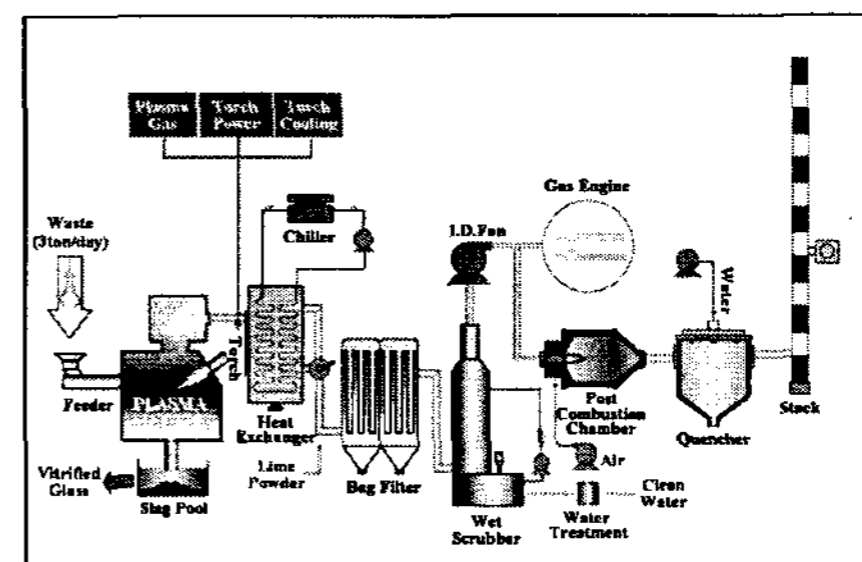 Plasma Gas
Torch Power
Torch Cooling
Gas Engine
Waste
(3ton/day)
Chiller
I.D.Fan
Water
Torch
Feeder
PLASMA
Heat
Exchanger
Post
Combustion
Chamber
Quencher
Stack
Lime
Powder
Bag Filter
Air
Vitrified
Glass
Slag Pool
Wet
Scrubber
Water
Treatment
Clean
Water